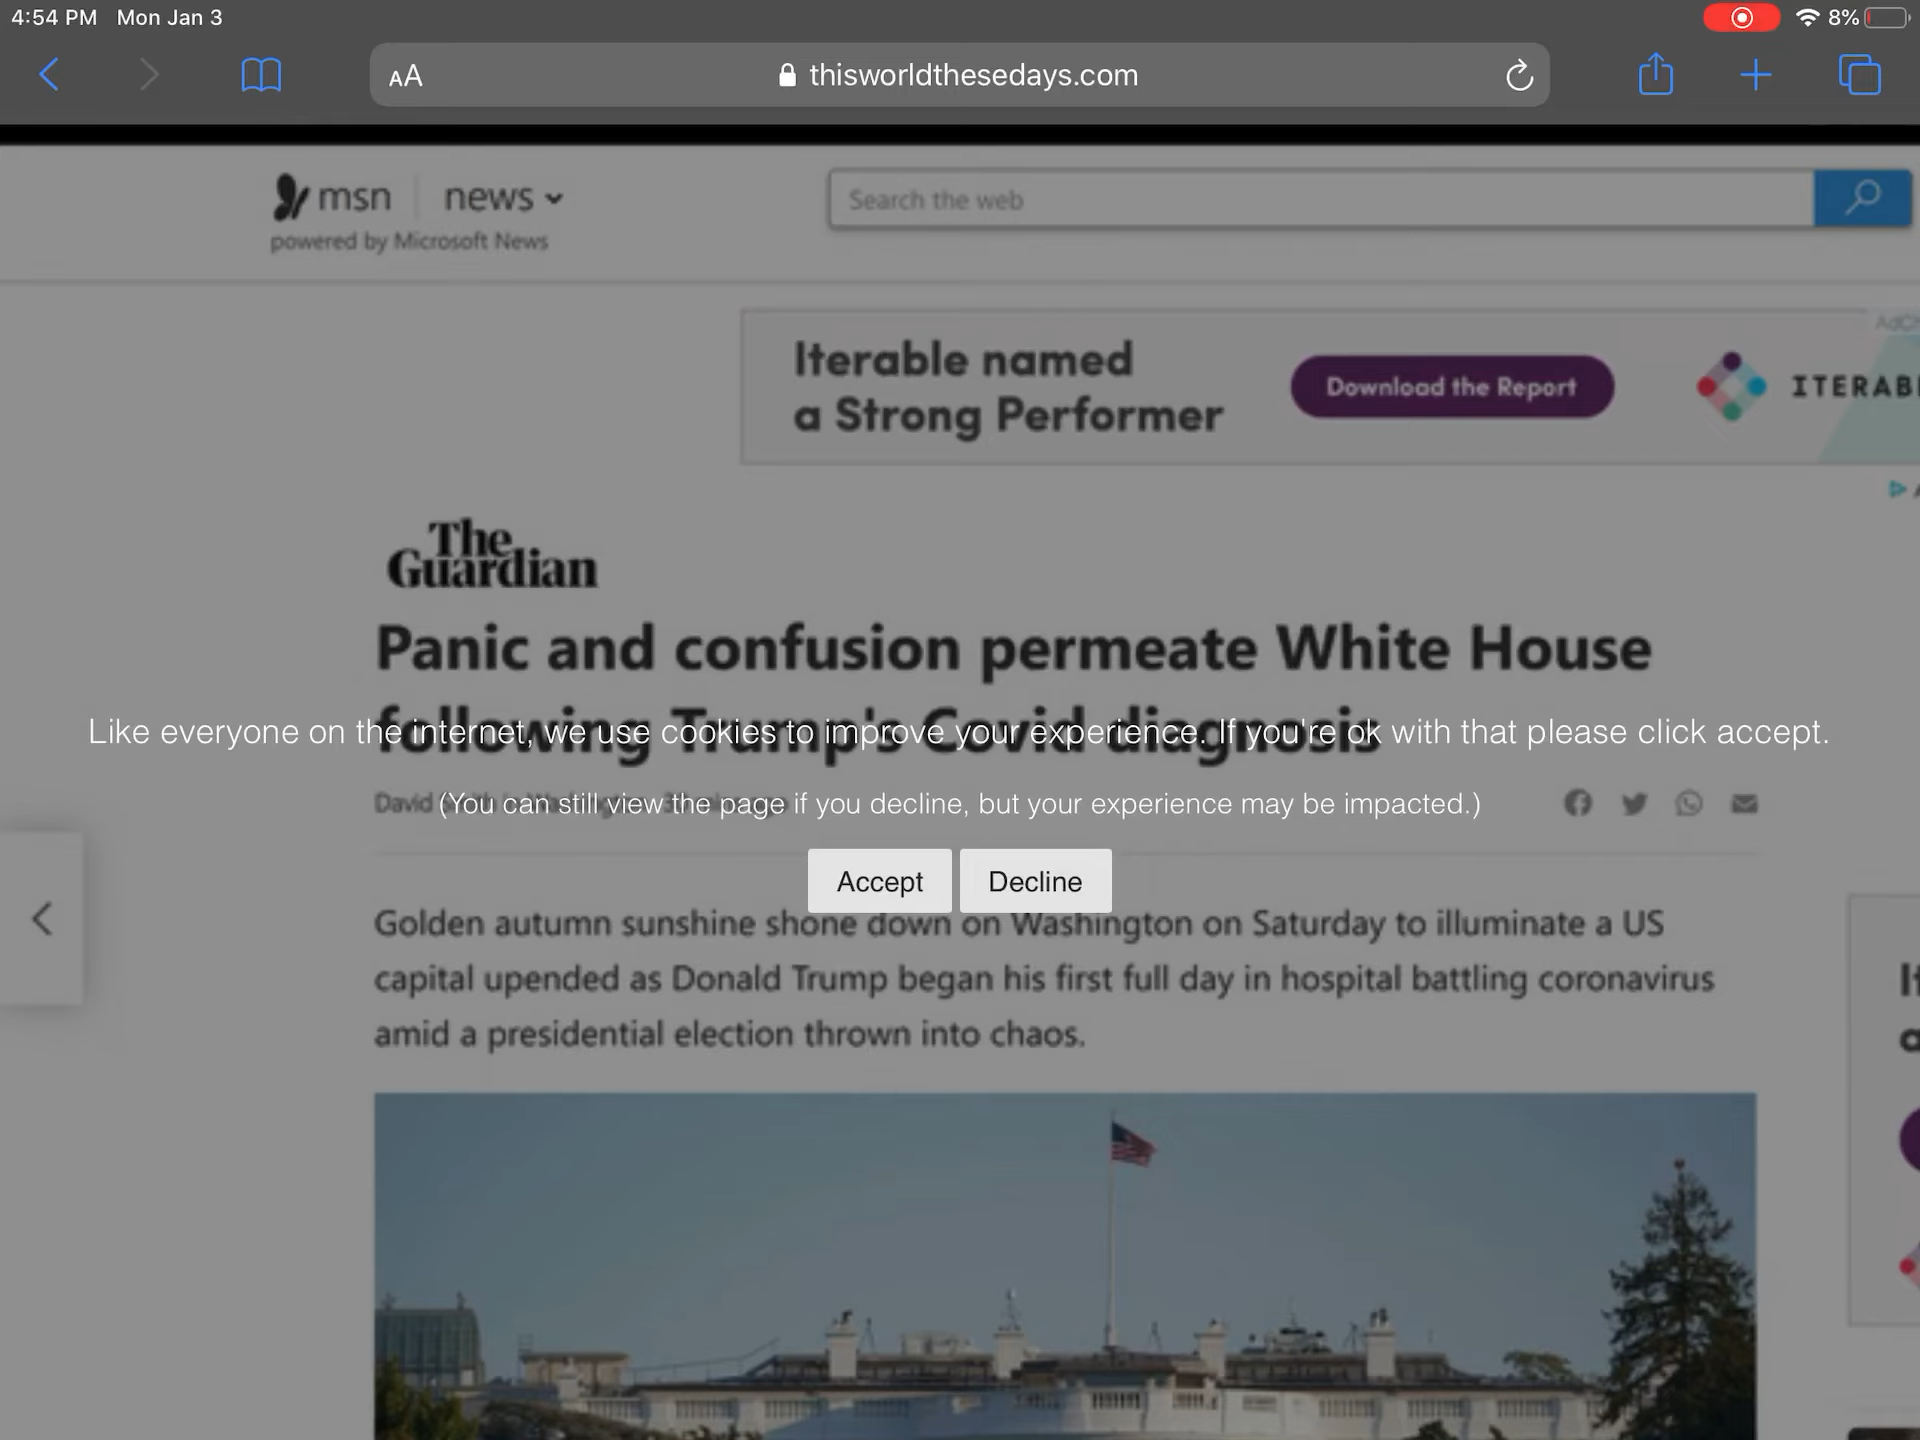 4:54 PM Mon Jan 3
8%
AA
thisworldthesedays.com
msn news
powered by Microsoft News
Search the web
Iterable named
a Strong Performer
Download the Report
The
Guardian
Panic and confusion permeate White House
following Trump's Covid diagnosis
Like everyone on the internet, we use cookies to improve your experience. If you're ok with that please click accept.
David
(You can still view the page if you decline, but your experience may be impacted.)
Accept
Decline
Golden autumn sunshine shone down on Washington on Saturday to illuminate a US
capital upended as Donald Trump began his first full day in hospital battling coronavirus
amid a presidential election thrown into chaos.